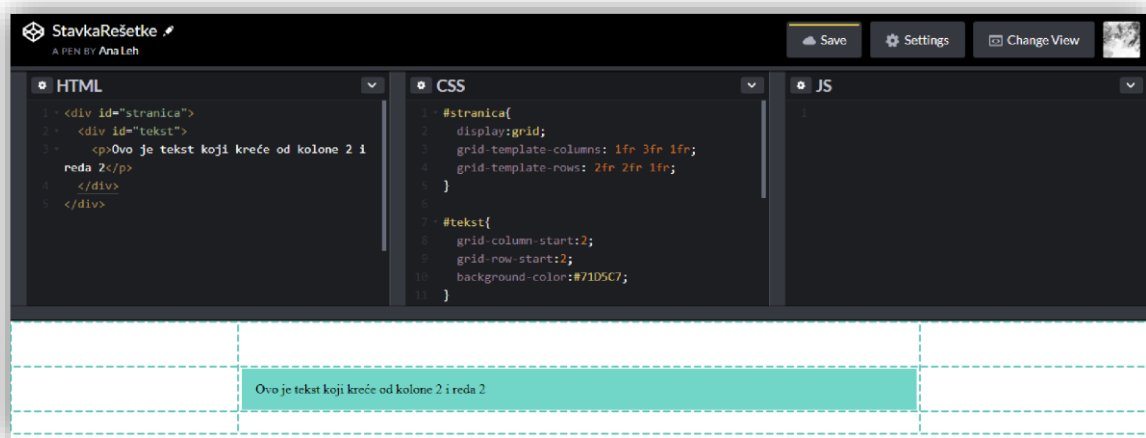 StavkaRešetke
A PEN BY Ana Leh
Save
Settings
Change View
HTML
1 <div id="stranica">
2 <div id="tekst">
3 <p>Ovo je tekst koji kreće od kolone 2 i
reda 2</p>
4 </div>
5 </div>
CSS
1 #stranica{
2 display:grid;
3 grid-template-columns: 1fr 3fr 1fr;
4 grid-template-rows: 2fr 2fr 1fr;
5 }
6
7 #tekst{
8 grid-column-start:2;
9 grid-row-start:2;
10 background-color:#71D5C7;
11 }
JS
1
Ovo je tekst koji kreće od kolone 2 i reda 2